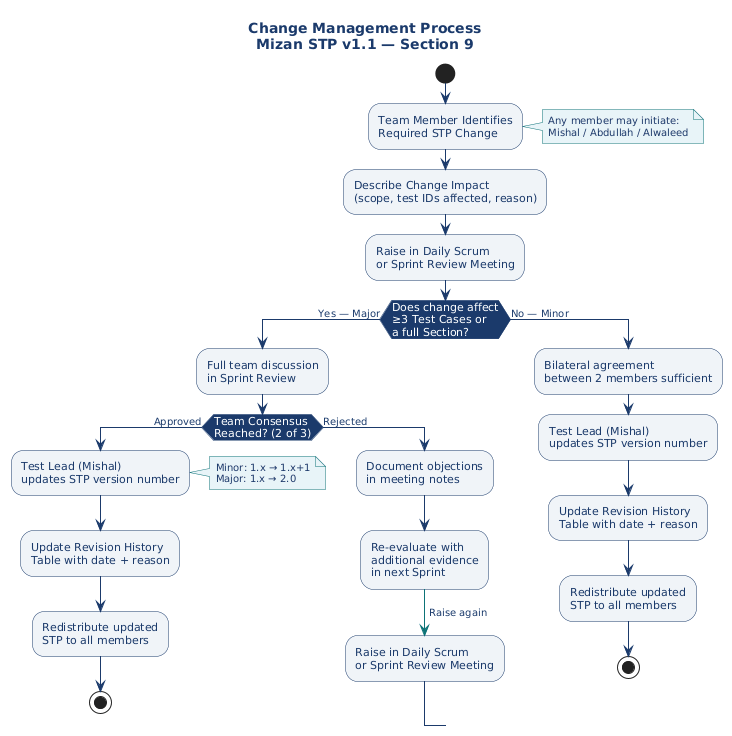 Change Management Process
Mizan STP v1.1 — Section 9
Team Member Identifies
Required STP Change
Any member may initiate:
Mishal / Abdullah / Alwaleed
Describe Change Impact
(scope, test IDs affected, reason)
Raise in Daily Scrum
or Sprint Review Meeting
Does change affect
≥3 Test Cases or
a full Section?
Yes — Major
No — Minor
Full team discussion
in Sprint Review
Team Consensus
Reached? (2 of 3)
Approved
Rejected
Test Lead (Mishal)
updates STP version number
Minor: 1.x → 1.x+1
Major: 1.x → 2.0
Update Revision History
Table with date + reason
Redistribute updated
STP to all members
Document objections
in meeting notes
Re-evaluate with
additional evidence
in next Sprint
Raise again
Raise in Daily Scrum
or Sprint Review Meeting
Bilateral agreement
between 2 members sufficient
Test Lead (Mishal)
updates STP version number
Update Revision History
Table with date + reason
Redistribute updated
STP to all members